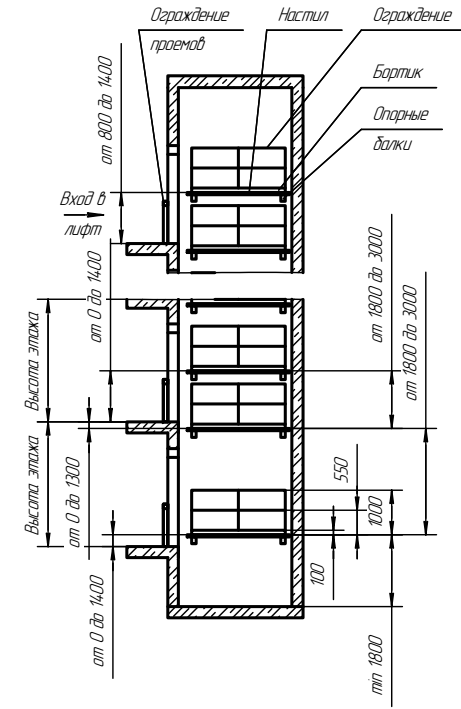 Ограждение
проемов
Настил
Ограждение
Бортик
Опорные
балки
от 800 до 1400
Вход в
лифт
от 0 до 1400
от 1800 до 3000
от 1800 до 3000
Высота этажа
Высота этажа
от 0 до 1300
от 0 до 1400
550
1000
100
min 1800